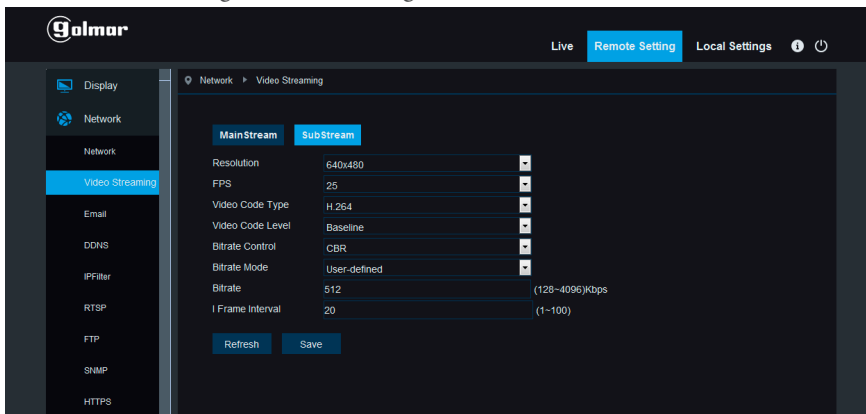 golmar
Live Remote Setting Local Settings
Display
Network
Network
Video Streaming
Email
DDNS
IPFilter
RTSP
FTP
SNMP
HTTPS
Network Video Streaming
MainStream SubStream
Resolution 640x480
FPS 25
Video Code Type H.264
Video Code Level Baseline
Bitrate Control CBR
Bitrate Mode User-defined
Bitrate 512 (128~4096)Kbps
I Frame Interval 20 (1~100)
Refresh Save